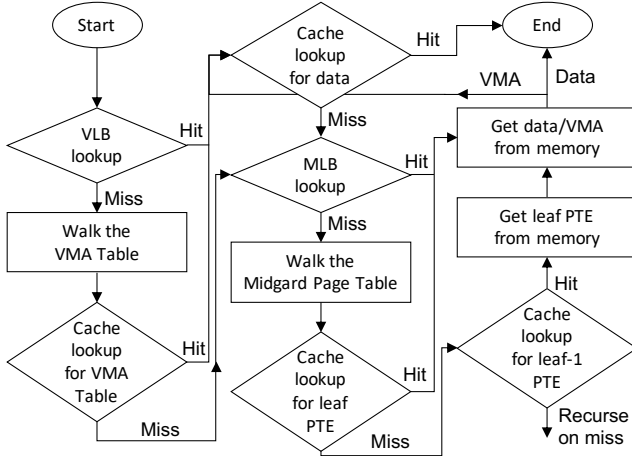 Start
VLB
lookup
Hit
Miss
Walk the
VMA Table
Cache
lookup
for VMA
Table
Hit
Miss
Cache
lookup
for data
Hit
Miss
MLB
lookup
Hit
Miss
Walk the
Midgard Page Table
Cache
lookup
for leaf
PTE
Hit
Miss
End
VMA
Data
Get data/VMA
from memory
Get leaf PTE
from memory
Hit
Cache
lookup
for leaf-1
PTE
Recurse
on miss